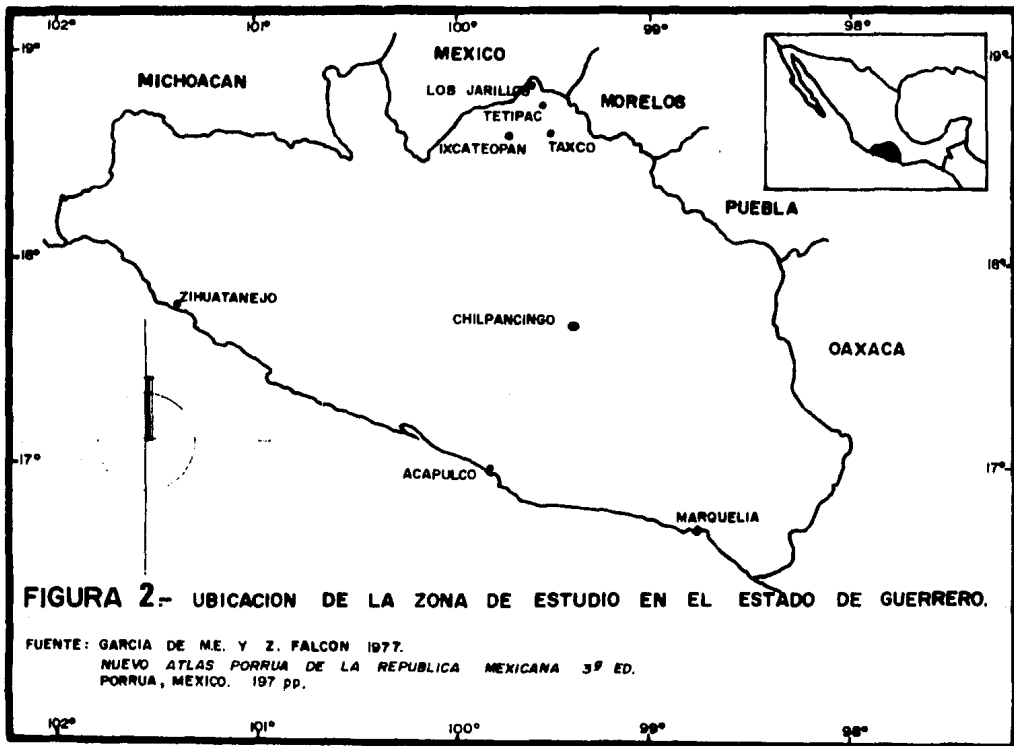 102°
101°
100°
99°
98°
19°
19°
MEXICO
MICHOACAN
LOS JARILLOS
MORELOS
TETIPAC
IXCATEOPAN
TAXCO
PUEBLA
18°
18°
ZIHUATANEJO
CHILPANCINGO
OAXACA
17°
17°
ACAPULCO
MARQUELIA
FIGURA 2.- UBICACION DE LA ZONA DE ESTUDIO EN EL ESTADO DE GUERRERO.
FUENTE: GARCIA DE M.E. Y Z. FALCON 1977.
NUEVO ATLAS PORRUA DE LA REPUBLICA MEXICANA 3ª ED.
PORRUA, MEXICO. 197 pp.
102°
101°
100°
99°
98°